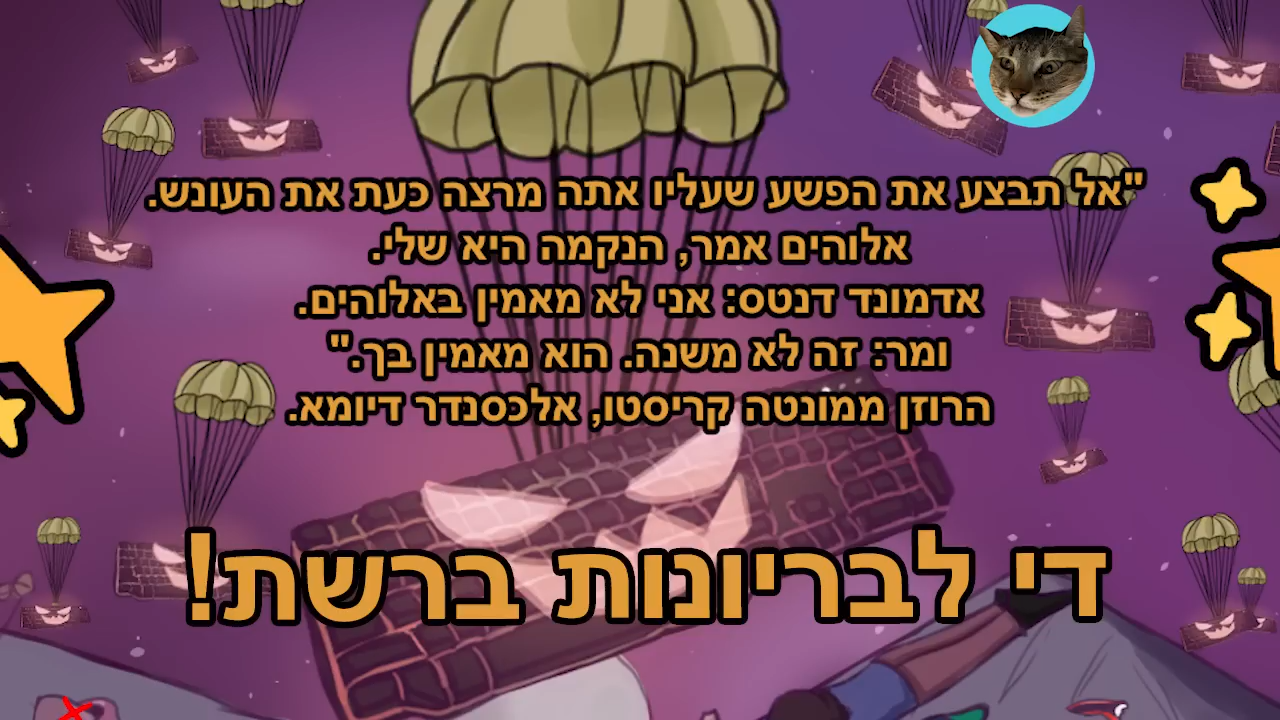 "אל תבצע את הפשע שעליו אתה מרצה כעת את העונש.
אלוהים אמר, הנקמה היא שלי.
אדמונד דנטס: אני לא מאמין באלוהים.
ומר: זה לא משנה. הוא מאמין בך."
הרוזן ממונטה קריסטו, אלכסנדר דיומא.
די לבריונות ברשת!